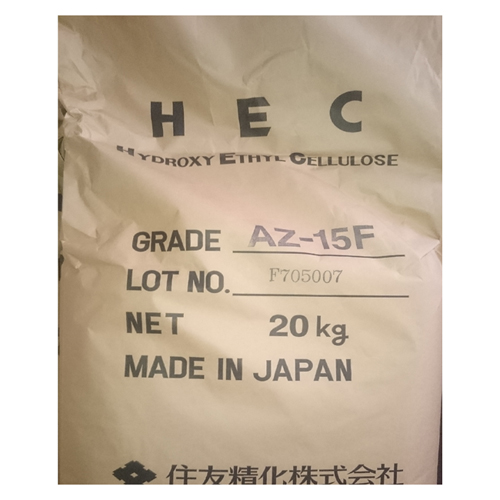 H E C
HYDROXY ETHYL CELLULOSE
GRADE AZ-15F
LOT NO. F705007
NET 20 kg
MADE IN JAPAN
住友精化株式会社